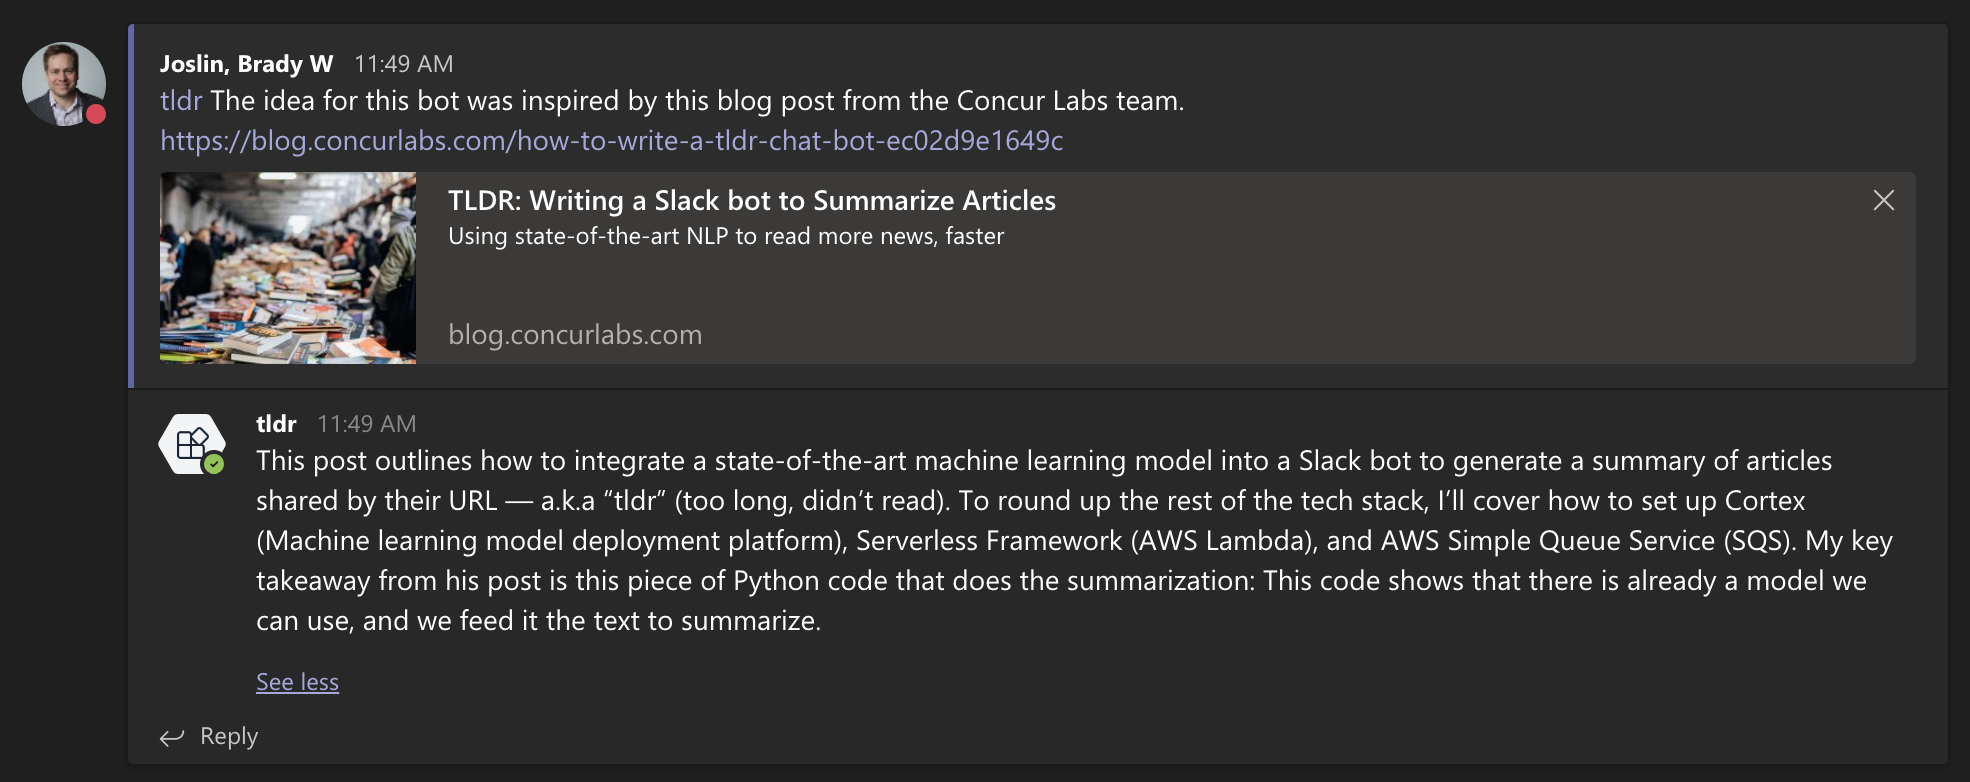 Joslin, Brady W 11:49 AM
tldr The idea for this bot was inspired by this blog post from the Concur Labs team.
https://blog.concurlabs.com/how-to-write-a-tldr-chat-bot-ec02d9e1649c
TLDR: Writing a Slack bot to Summarize Articles
Using state-of-the-art NLP to read more news, faster
blog.concurlabs.com
tldr 11:49 AM
This post outlines how to integrate a state-of-the-art machine learning model into a Slack bot to generate a summary of articles
shared by their URL — a.k.a “tldr” (too long, didn’t read). To round up the rest of the tech stack, I’ll cover how to set up Cortex
(Machine learning model deployment platform), Serverless Framework (AWS Lambda), and AWS Simple Queue Service (SQS). My key
takeaway from his post is this piece of Python code that does the summarization: This code shows that there is already a model we
can use, and we feed it the text to summarize.
See less
Reply